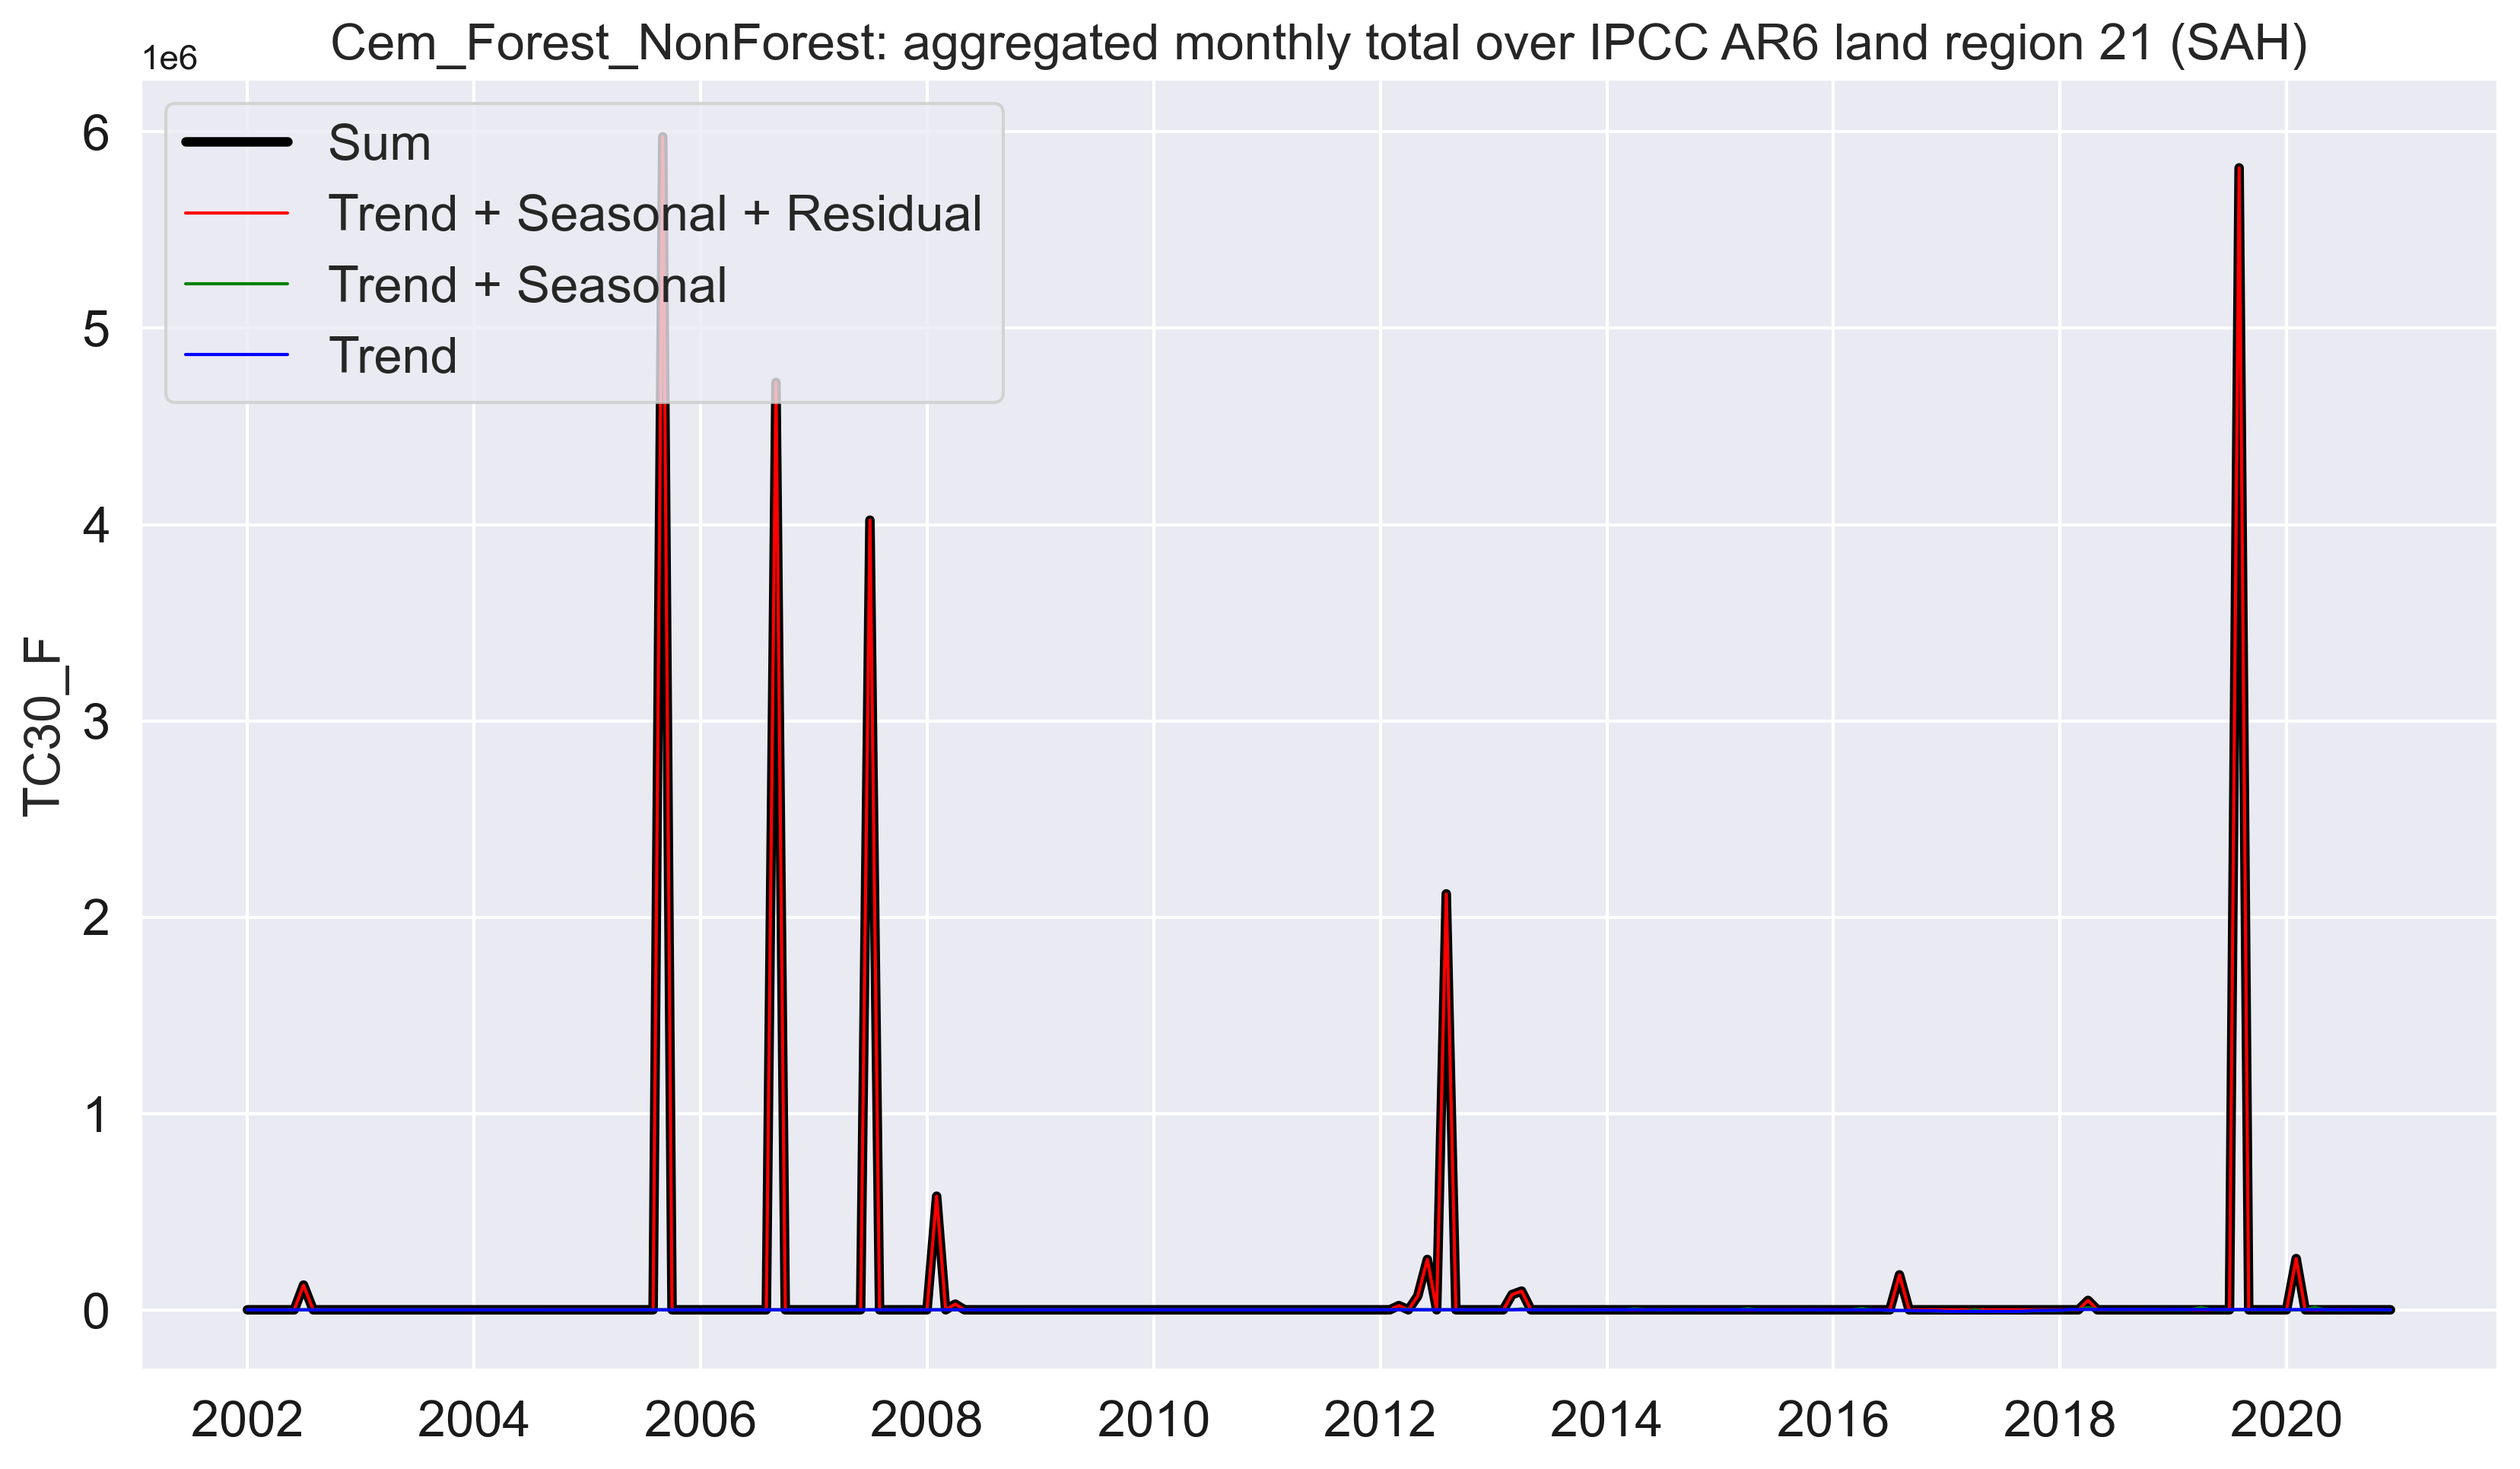 Cem_Forest_NonForest: aggregated monthly total over IPCC AR6 land region 21 (SAH)
1e6
Sum
Trend + Seasonal + Residual
Trend + Seasonal
Trend
TC30_F
6
5
4
3
2
1
0
2002 2004 2006 2008 2010 2012 2014 2016 2018 2020